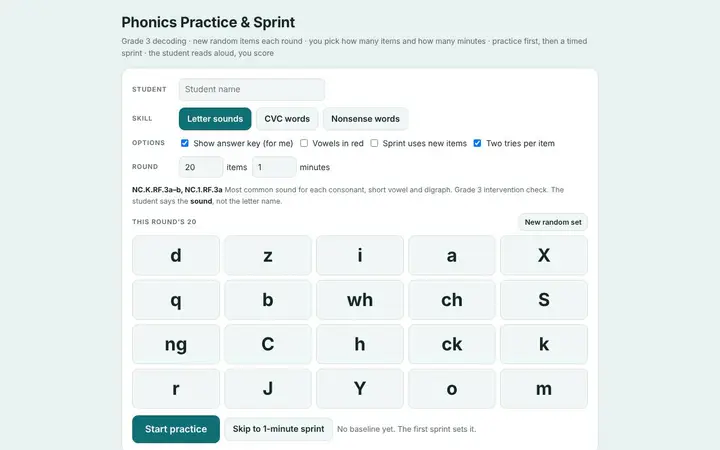 Phonics Practice & Sprint
Grade 3 decoding · new random items each round · you pick how many items and how many minutes · practice first, then a timed
sprint · the student reads aloud, you score
STUDENT Student name
SKILL Letter sounds CVC words Nonsense words
OPTIONS Show answer key (for me) Vowels in red Sprint uses new items Two tries per item
ROUND 20 items 1 minutes
NC.K.RF.3a–b, NC.1.RF.3a Most common sound for each consonant, short vowel and digraph. Grade 3 intervention check. The
student says the sound, not the letter name.
THIS ROUND'S 20 New random set
d z i a X
q b wh ch S
ng C h ck k
r J Y o m
Start practice Skip to 1-minute sprint No baseline yet. The first sprint sets it.